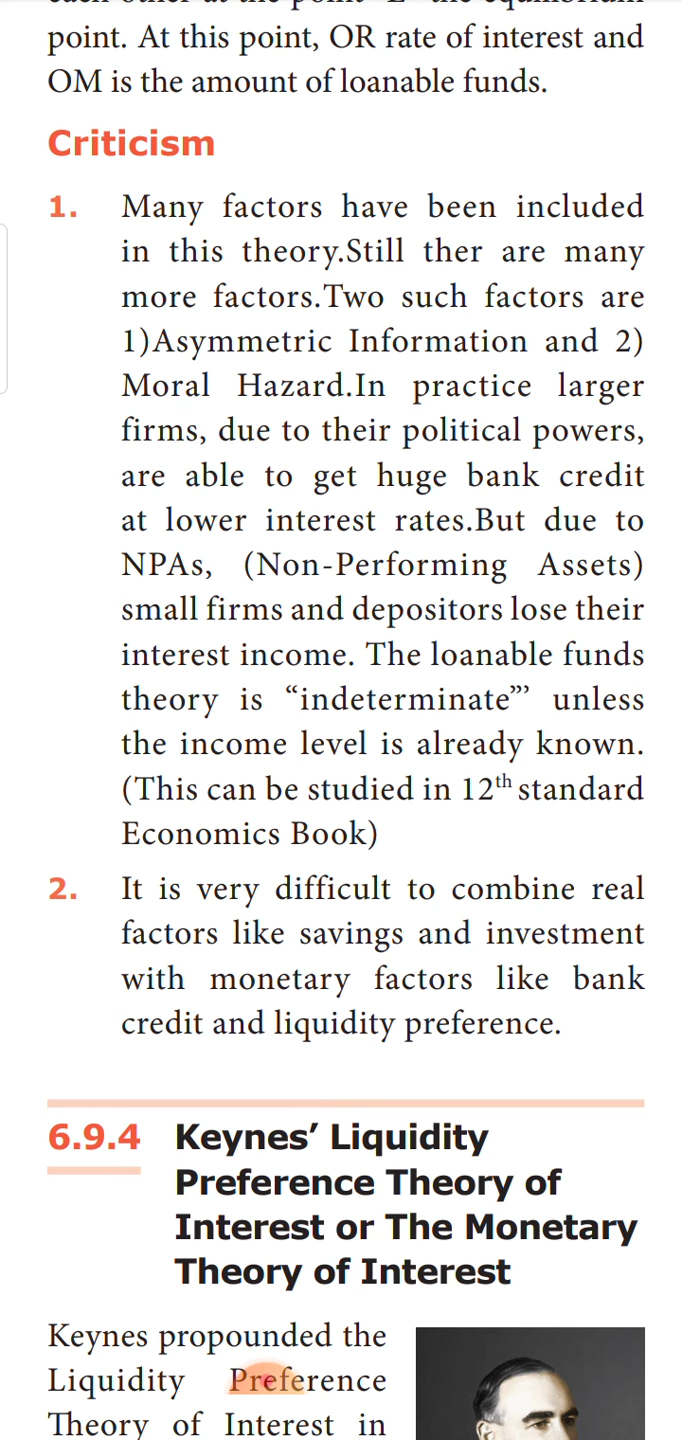 point. At this point, OR rate of interest and
OM is the amount of loanable funds.
Criticism
1. Many factors have been included
in this theory.Still ther are many
more factors.Two such factors are
1)Asymmetric Information and 2)
Moral Hazard.In practice larger
firms, due to their political powers,
are able to get huge bank credit
at lower interest rates.But due to
NPAs, (Non-Performing Assets)
small firms and depositors lose their
interest income. The loanable funds
theory is “indeterminate”’ unless
the income level is already known.
(This can be studied in 12th standard
Economics Book)
2. It is very difficult to combine real
factors like savings and investment
with monetary factors like bank
credit and liquidity preference.
6.9.4 Keynes’ Liquidity
Preference Theory of
Interest or The Monetary
Theory of Interest
Keynes propounded the
Liquidity Preference
Theory of Interest in